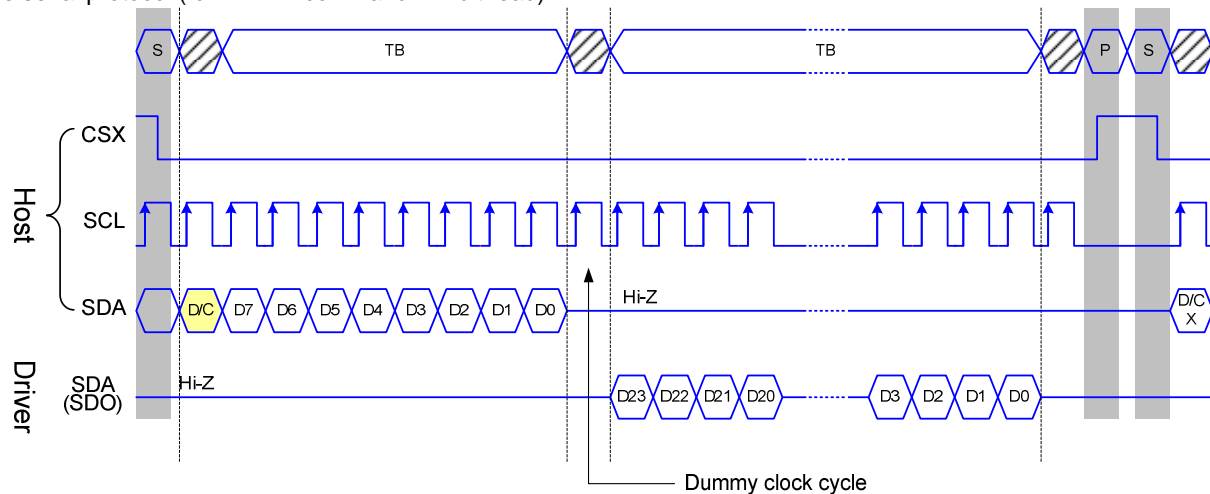 S TB TB P S
CSX
Host
SCL
SDA D/C D7 D6 D5 D4 D3 D2 D1 D0 Hi-Z D/C
X
Driver
SDA
(SDO) Hi-Z D23 D22 D21 D20 D3 D2 D1 D0
Dummy clock cycle